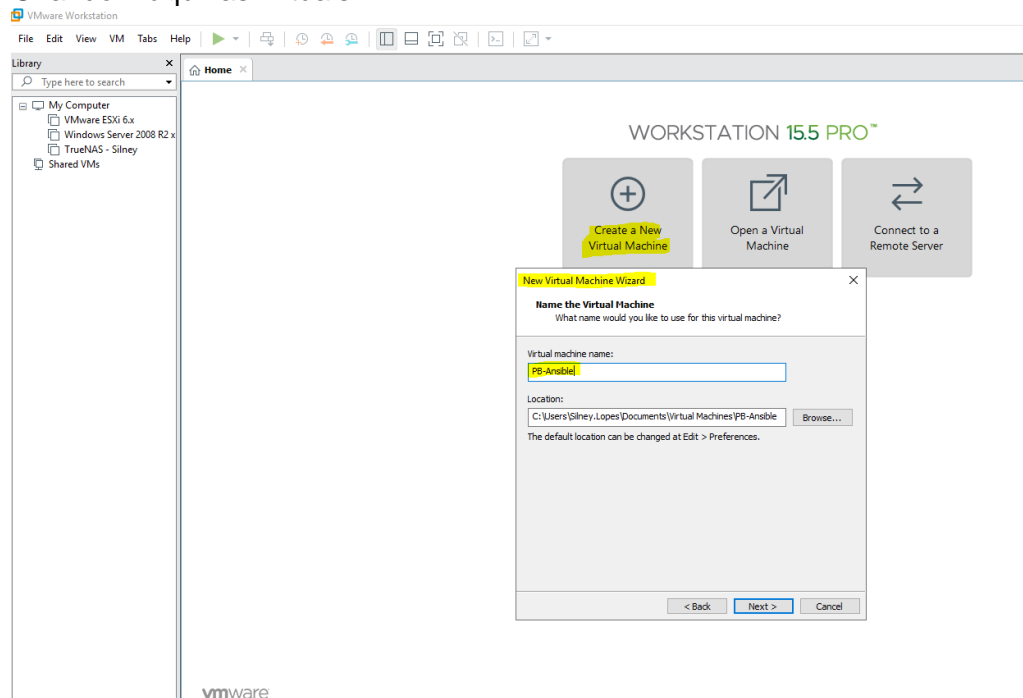 VMware Workstation
File Edit View VM Tabs Help
Library
Home
Type here to search
My Computer
VMware ESXi 6.x
Windows Server 2008 R2 x
TrueNAS - Silney
Shared VMs
WORKSTATION 15.5 PRO™
Create a New
Virtual Machine
Open a Virtual
Machine
Connect to a
Remote Server
New Virtual Machine Wizard
Name the Virtual Machine
What name would you like to use for this virtual machine?
Virtual machine name:
PB-Ansible
Location:
C:\Users\Silney.Lopes\Documents\Virtual Machines\PB-Ansible
Browse...
The default location can be changed at Edit > Preferences.
< Back Next > Cancel
vmware